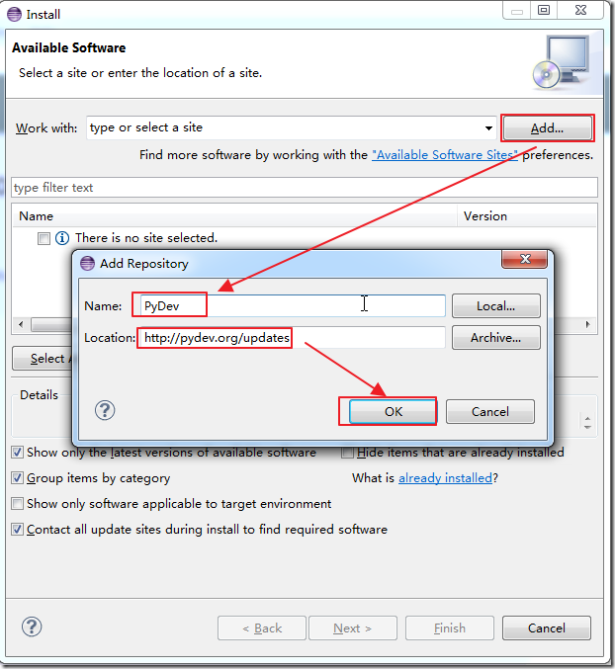 Install
Available Software
Select a site or enter the location of a site.
Work with: type or select a site Add...
Find more software by working with the "Available Software Sites" preferences.
type filter text
Name Version
There is no site selected.
Add Repository
Name: PyDev Local...
Location: http://pydev.org/updates Archive...
Select A
Details
OK Cancel
Show only the latest versions of available software Hide items that are already installed
Group items by category What is already installed?
Show only software applicable to target environment
Contact all update sites during install to find required software
< Back Next > Finish Cancel